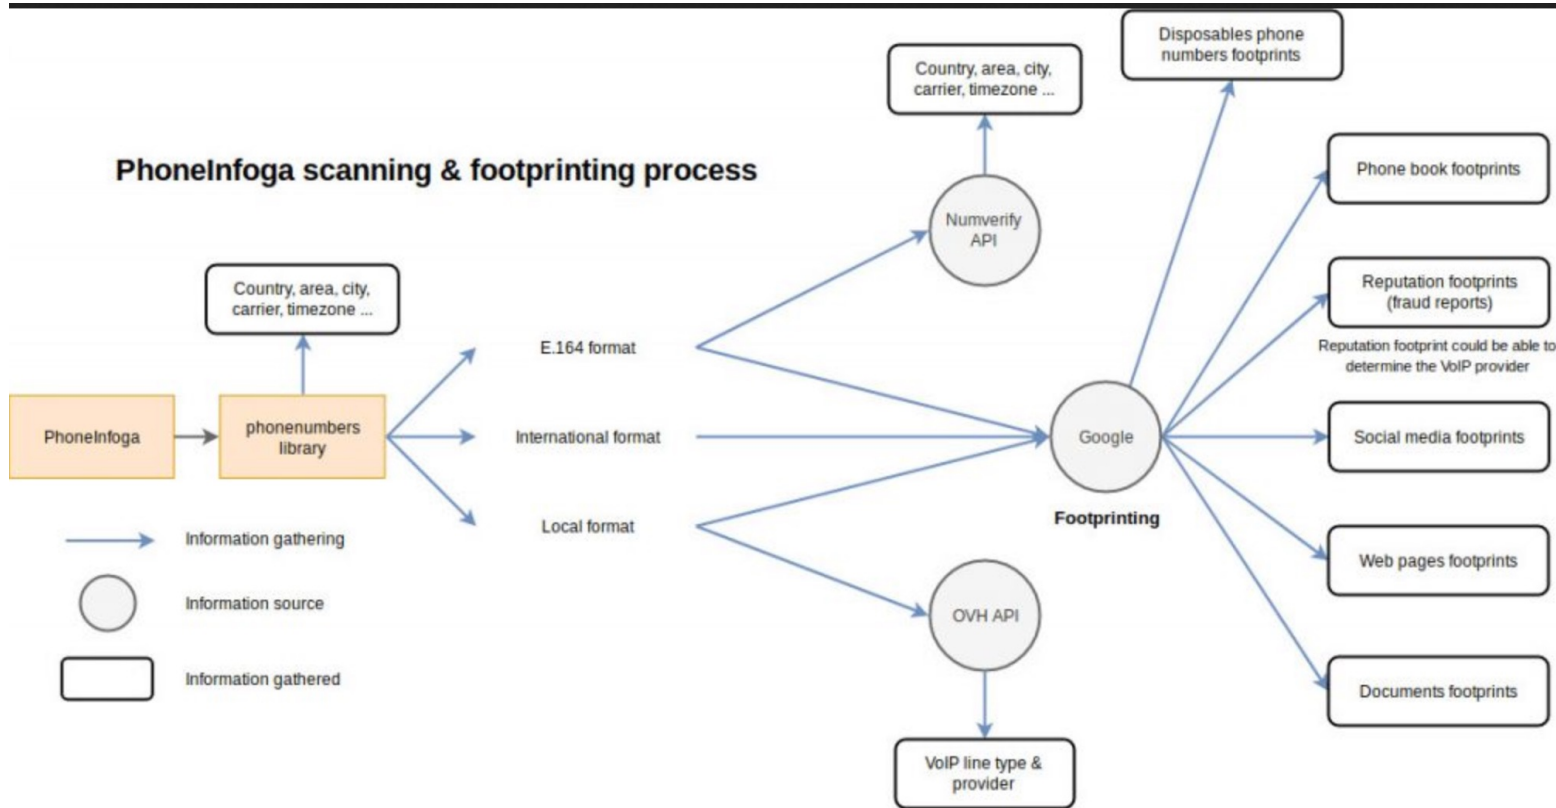 Disposables phone
numbers footprints
Country, area, city,
carrier, timezone ...
PhoneInfoga scanning & footprinting process
Phone book footprints
Numverify
API
Country, area, city,
carrier, timezone ...
Reputation footprints
(fraud reports)
Reputation footprint could be able to
determine the VoIP provider
E.164 format
PhoneInfoga
phonenumbers
library
International format
Google
Social media footprints
Footprinting
Local format
Information gathering
Web pages footprints
Information source
OVH API
Information gathered
Documents footprints
VoIP line type &
provider